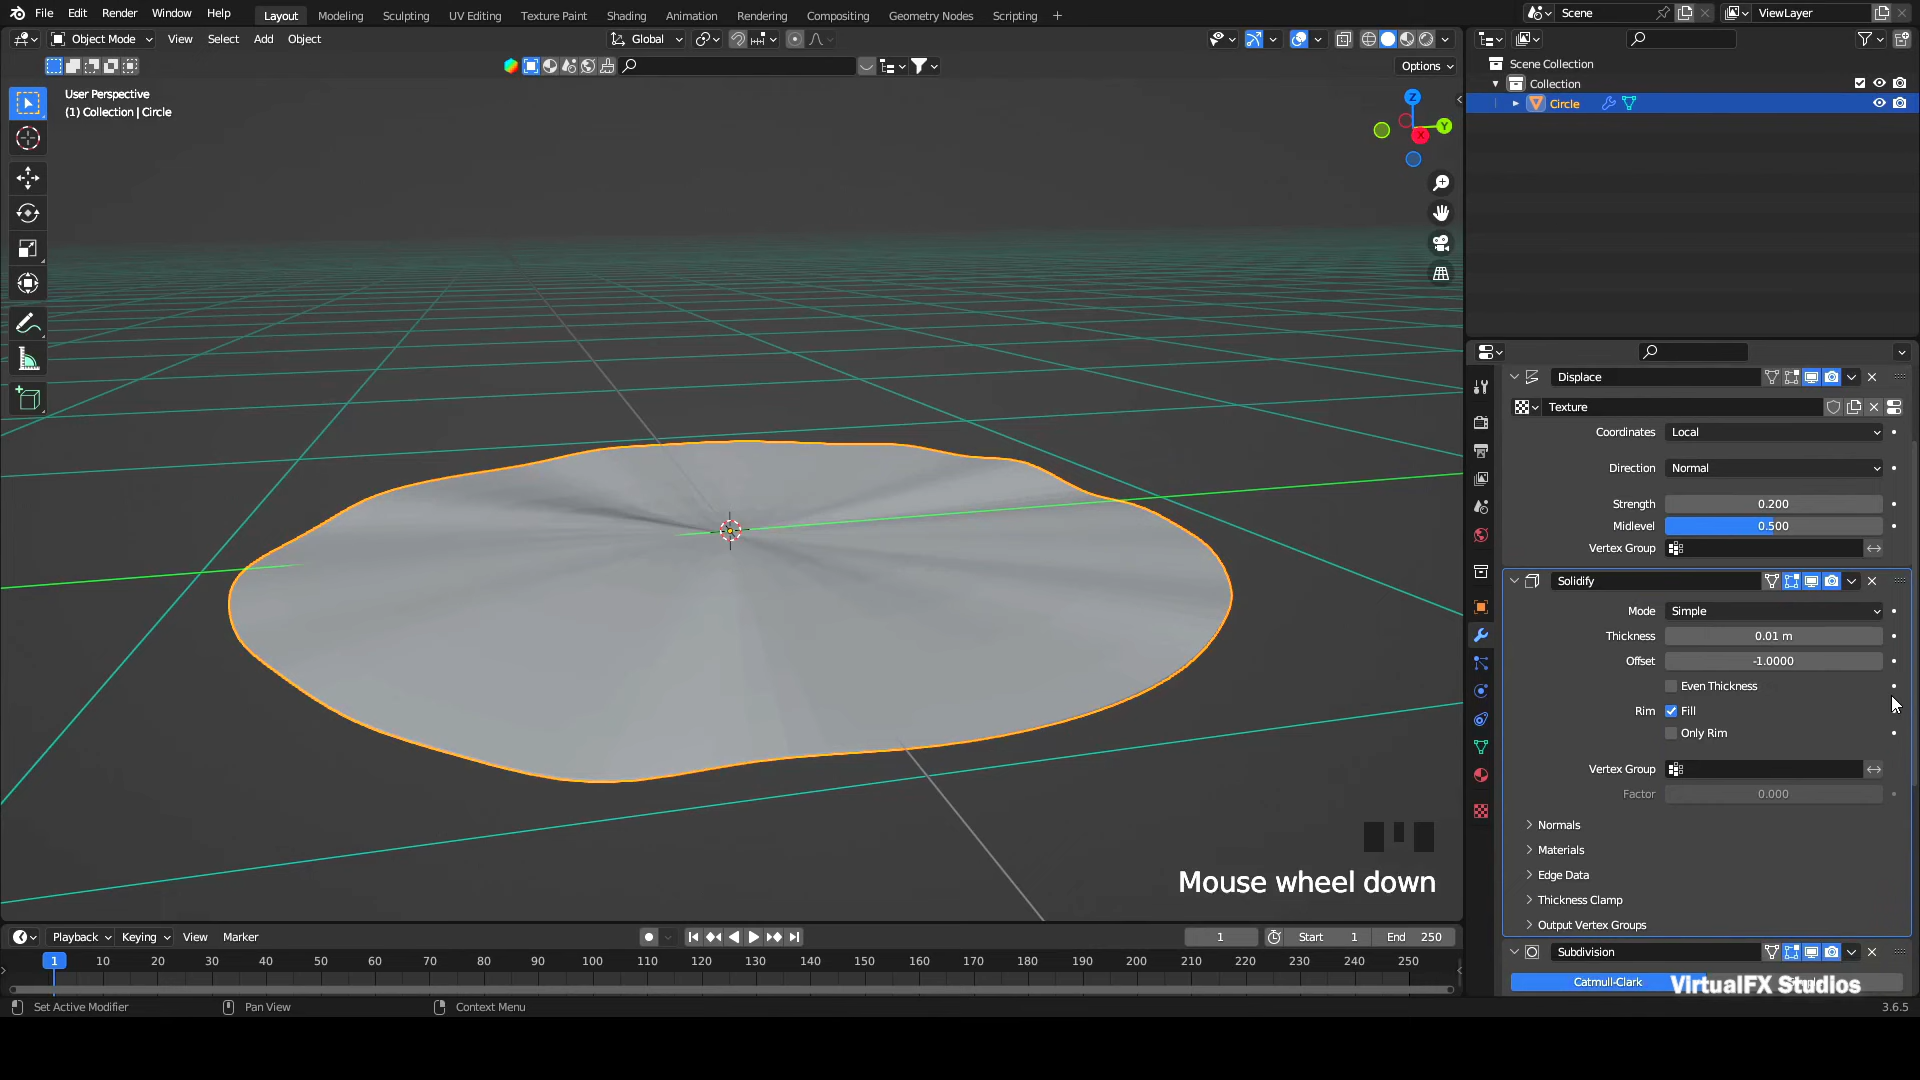 File Edit Render Window Help
Layout Modeling Sculpting UV Editing Texture Paint Shading Animation Rendering Compositing Geometry Nodes Scripting +
Scene ViewLayer
Object Mode View Select Add Object
Global
Options
User Perspective
(1) Collection | Circle
Z
Y
X
Scene Collection
Collection
Circle
Displace
Texture
Coordinates Local
Direction Normal
Strength 0.200
Midlevel 0.500
Vertex Group
Solidify
Mode Simple
Thickness 0.01 m
Offset -1.0000
Even Thickness
Rim Fill
Only Rim
Vertex Group
Factor 0.000
Normals
Materials
Edge Data
Thickness Clamp
Output Vertex Groups
Subdivision
Catmull-Clark
VirtualFX Studios
Mouse wheel down
Playback Keying View Marker
1 Start 1 End 250
1 10 20 30 40 50 60 70 80 90 100 110 120 130 140 150 160 170 180 190 200 210 220 230 240 250
Set Active Modifier Pan View Context Menu
3.6.5